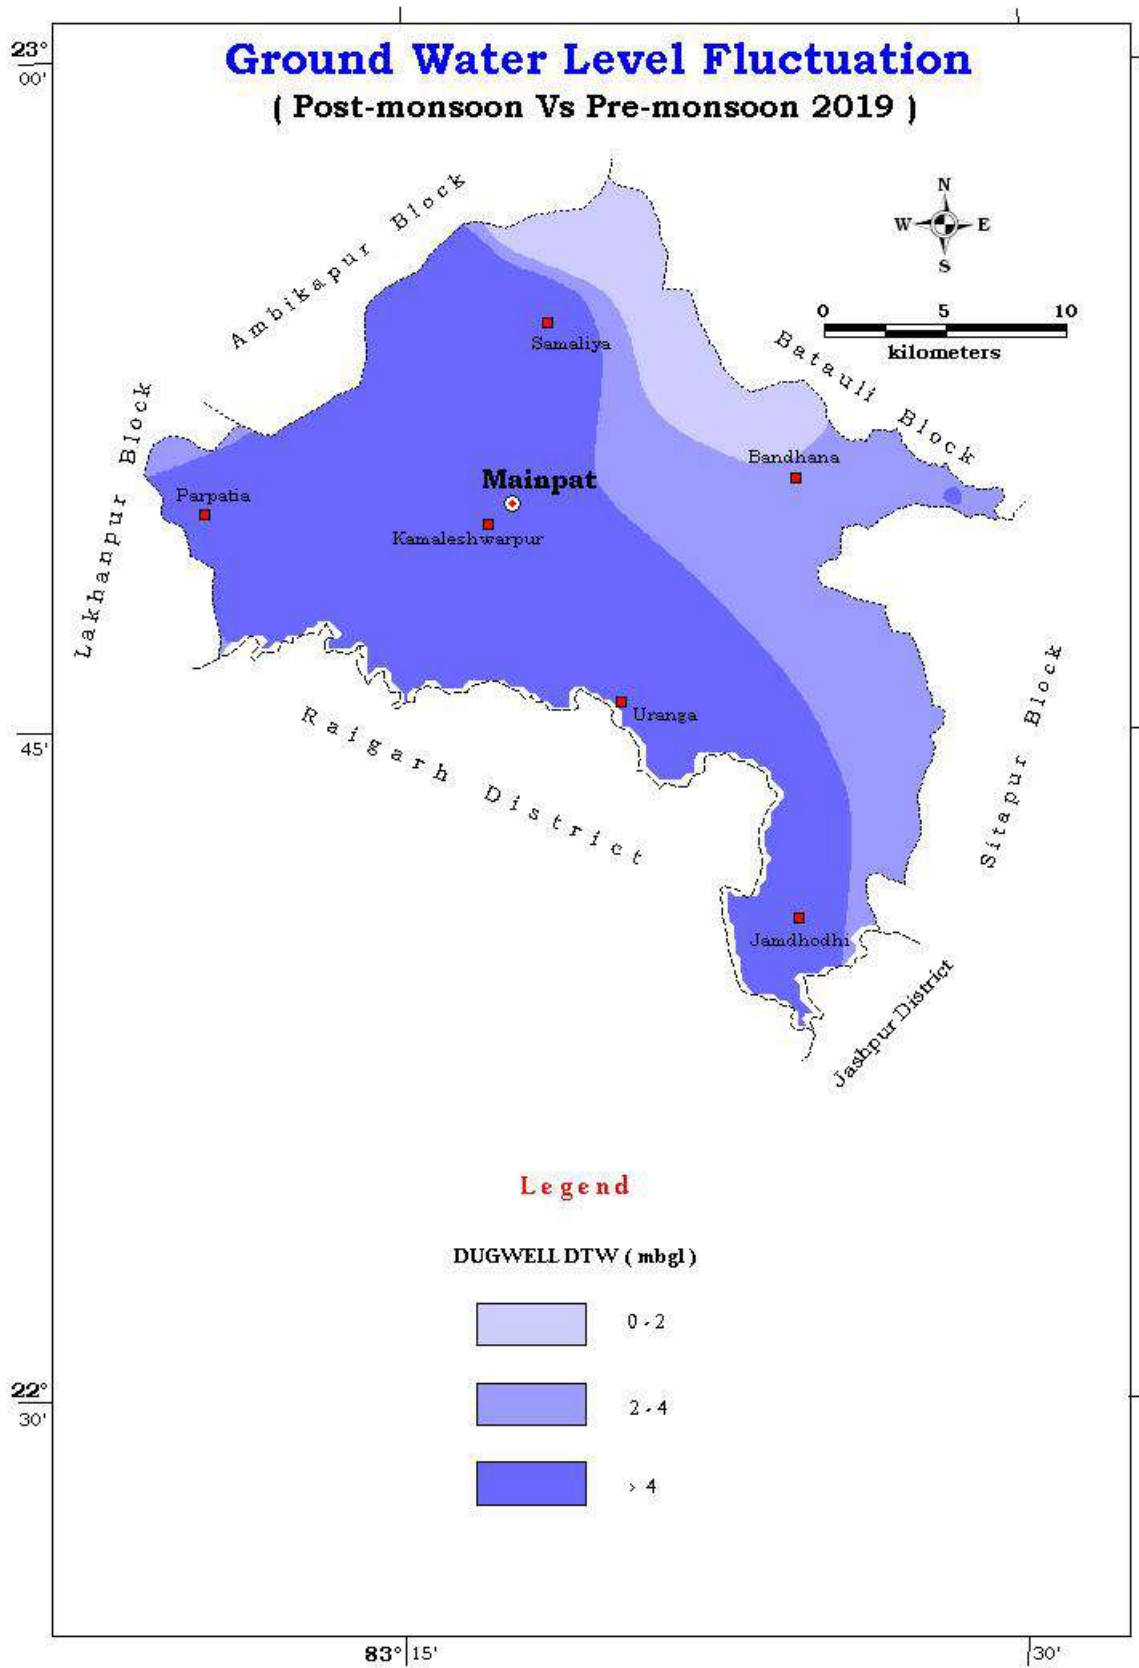 Ground Water Level Fluctuation
( Post-monsoon Vs Pre-monsoon 2019 )
23°
00'
N
W E
S
0 5 10
kilometers
Ambikapur Block
Batauli Block
Lakhanpur Block
Samaliya
Bandhana
Mainpat
Parpatia
Kamaleshwarpur
Uranga
Raigarh District
Sitapur Block
45'
Jamdhodhi
Jashpur District
Legend
DUGWELL DTW ( mbgl )
0 - 2
2 - 4
> 4
22°
30'
83° 15'
30'